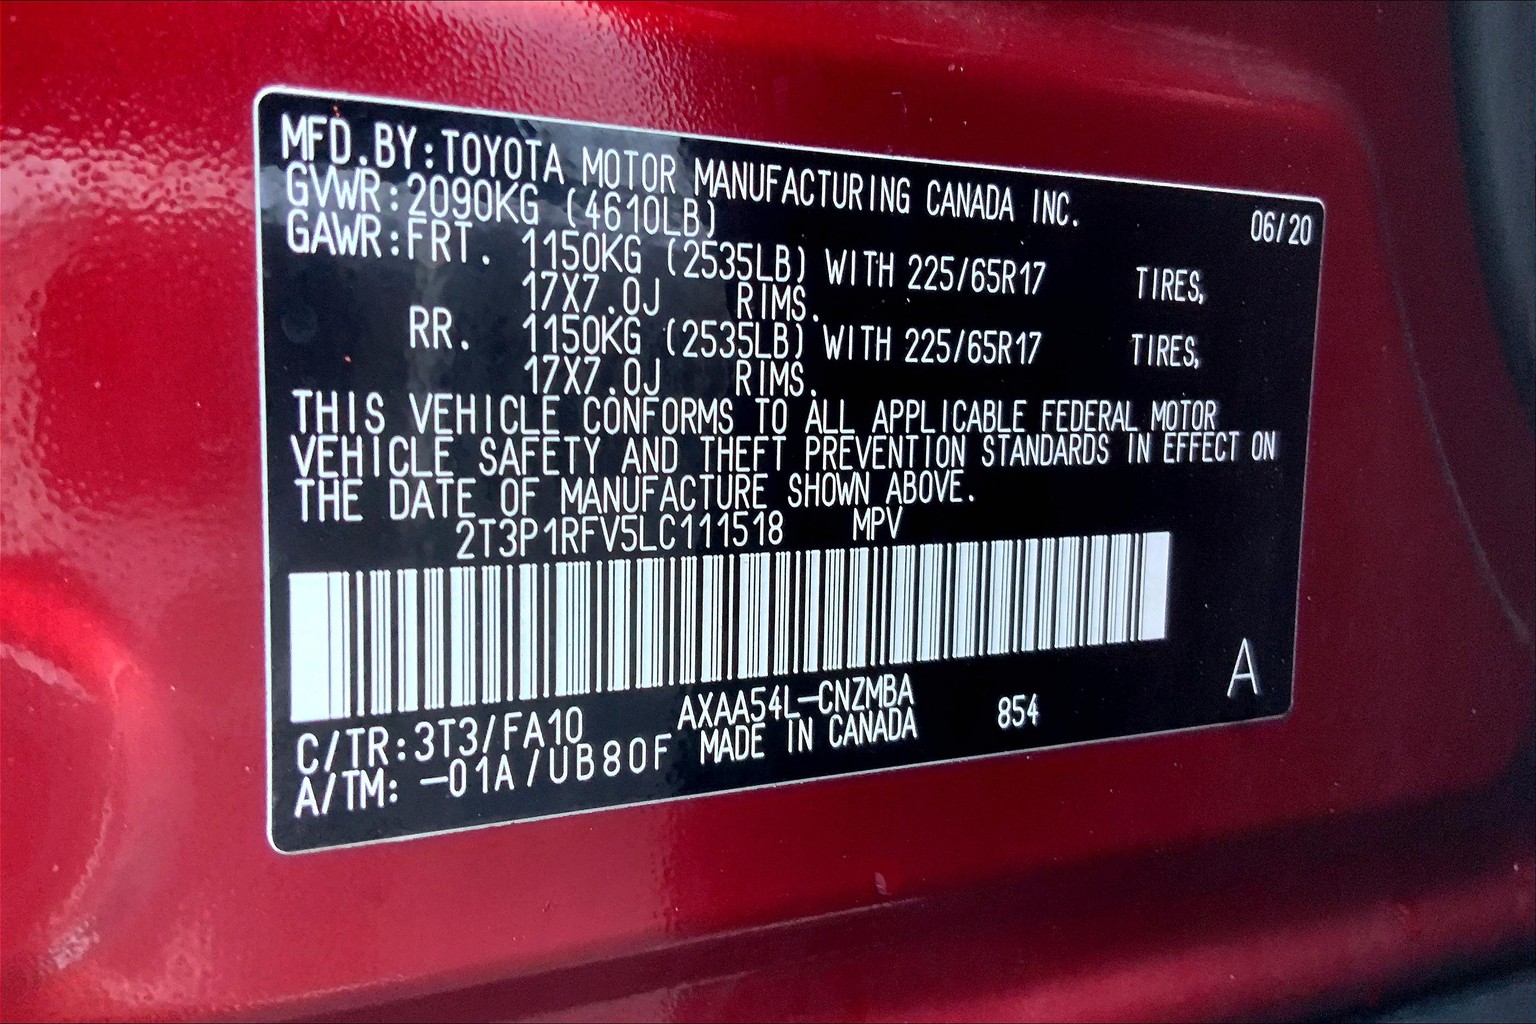 MFD.BY:TOYOTA MOTOR MANUFACTURING CANADA INC.
GVWR:2090KG (4610LB) 06/20
GAWR:FRT. 1150KG (2535LB) WITH 225/65R17 TIRES,
17X7.0J RIMS.
RR. 1150KG (2535LB) WITH 225/65R17 TIRES,
17X7.0J RIMS.
THIS VEHICLE CONFORMS TO ALL APPLICABLE FEDERAL MOTOR
VEHICLE SAFETY AND THEFT PREVENTION STANDARDS IN EFFECT ON
THE DATE OF MANUFACTURE SHOWN ABOVE.
2T3P1RFV5LC111518 MPV
A
C/TR:3T3/FA10 AXAA54L-CNZMBA 854
A/TM: -01A/UB80F MADE IN CANADA